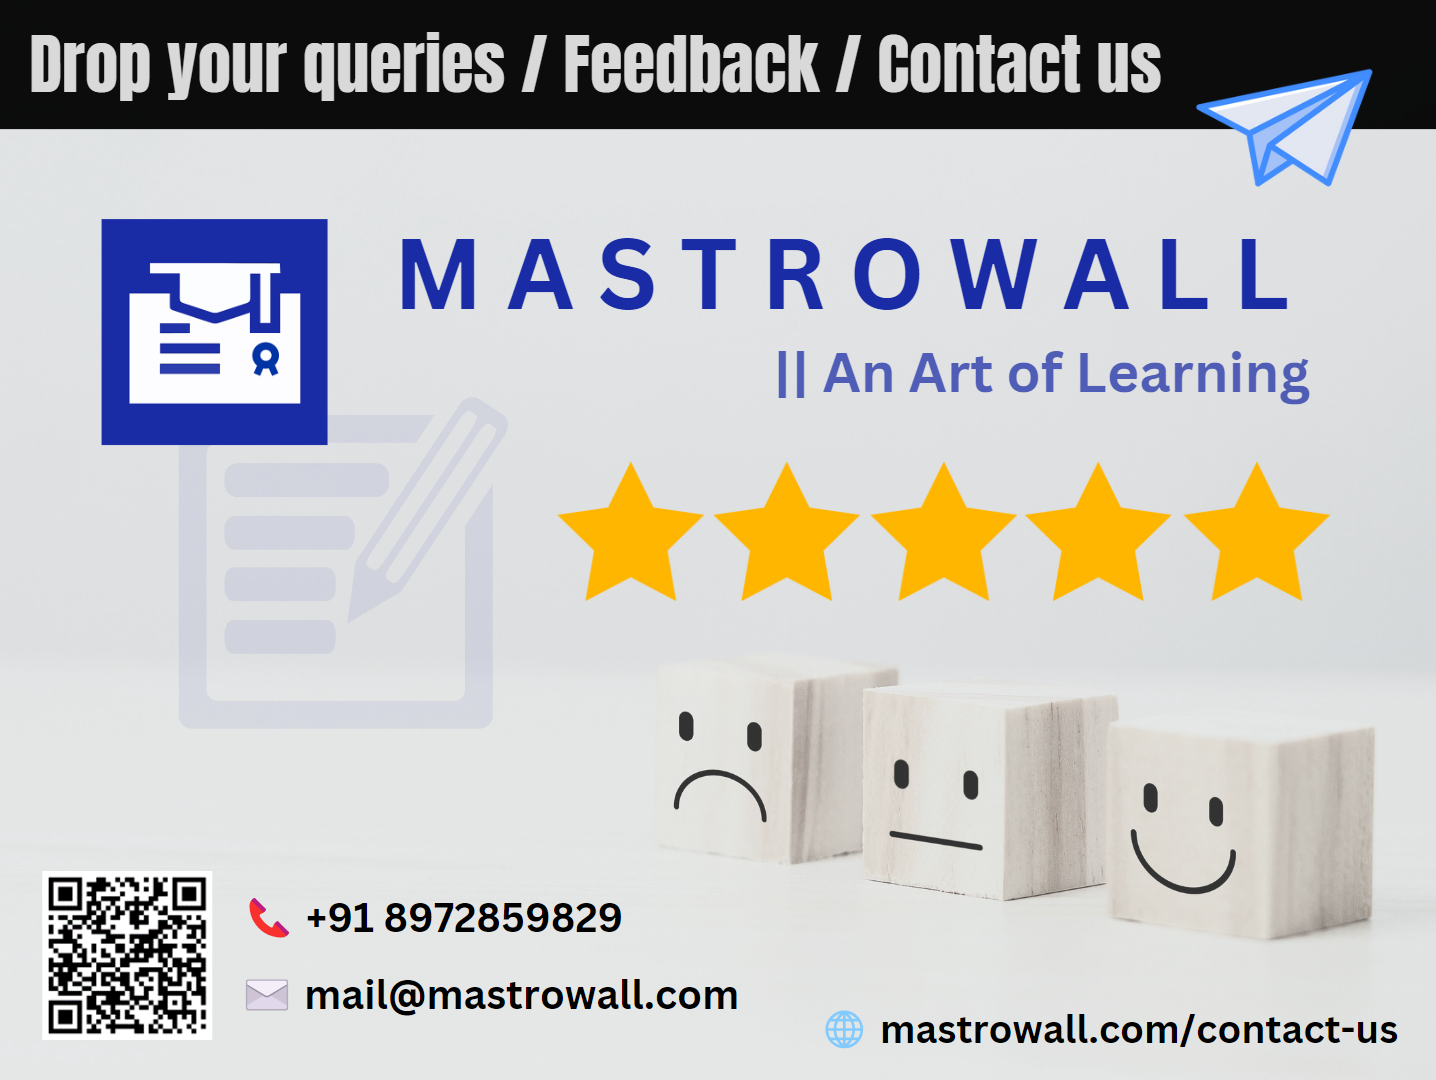 Drop your queries / Feedback / Contact us
MASTROWALL
|| An Art of Learning
+91 8972859829
mail@mastrowall.com
mastrowall.com/contact-us